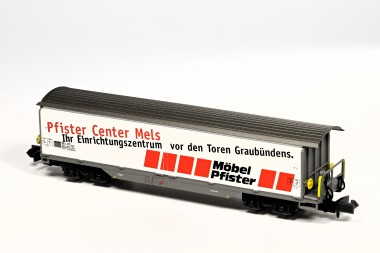 Pfister Center Mels
Ihr Einrichtungszentrum vor den Toren Graubündens.
Möbel
Pfister